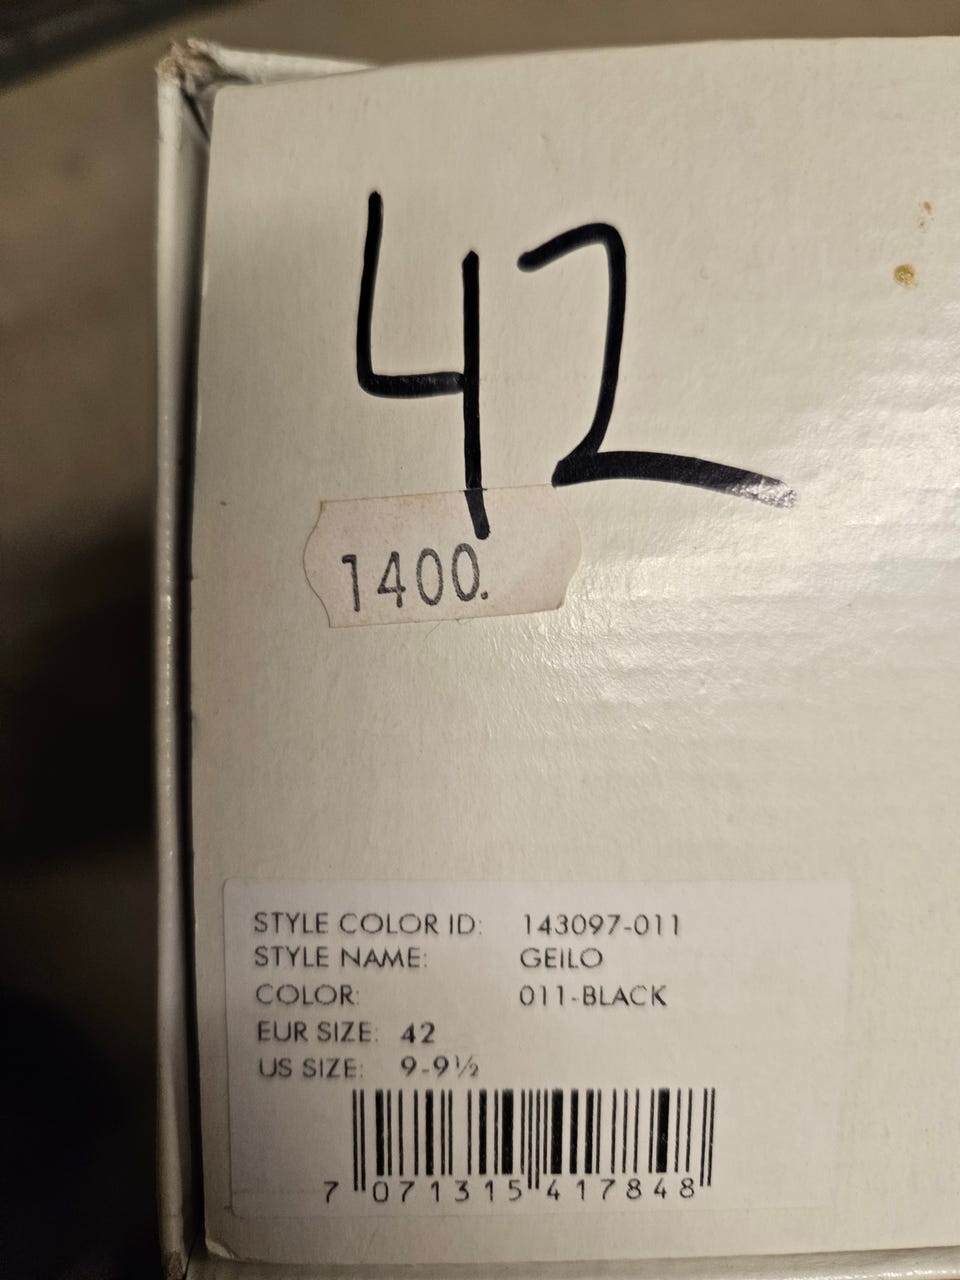 42
1400.
STYLE COLOR ID: 143097-011
STYLE NAME: GEILO
COLOR: 011-BLACK
EUR SIZE: 42
US SIZE: 9-9½
7 071315 417848